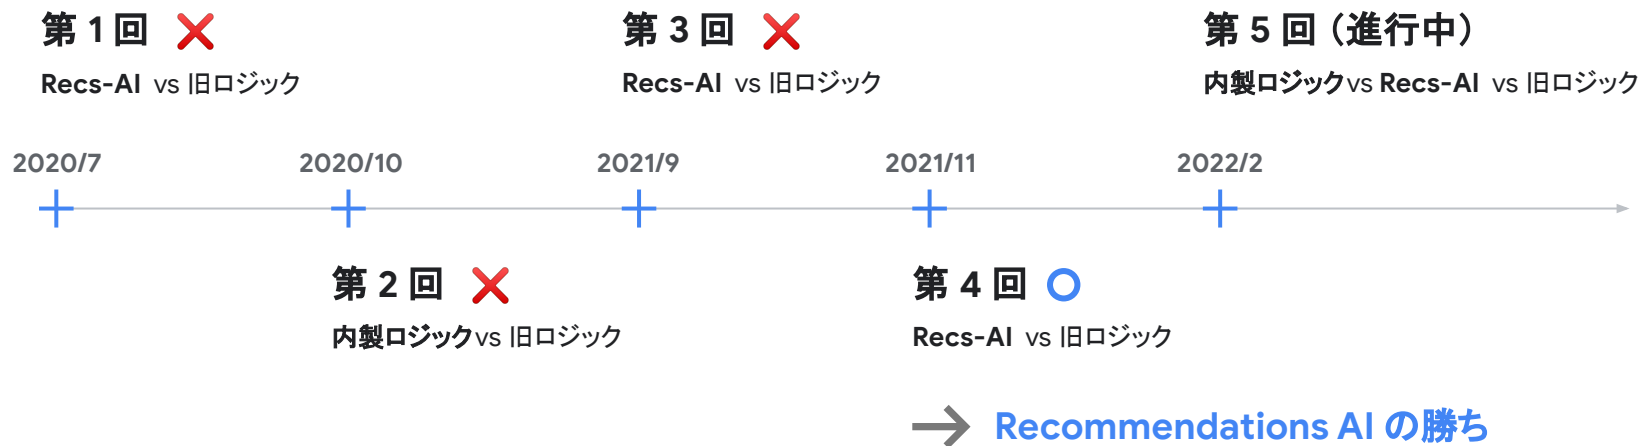 第 1 回 ❌
Recs-AI vs 旧ロジック
第 3 回 ❌
Recs-AI vs 旧ロジック
第 5 回（進行中）
内製ロジック vs Recs-AI vs 旧ロジック
2020/7
2020/10
2021/9
2021/11
2022/2
第 2 回 ❌
内製ロジック vs 旧ロジック
第 4 回 ⭕
Recs-AI vs 旧ロジック
→ Recommendations AI の勝ち